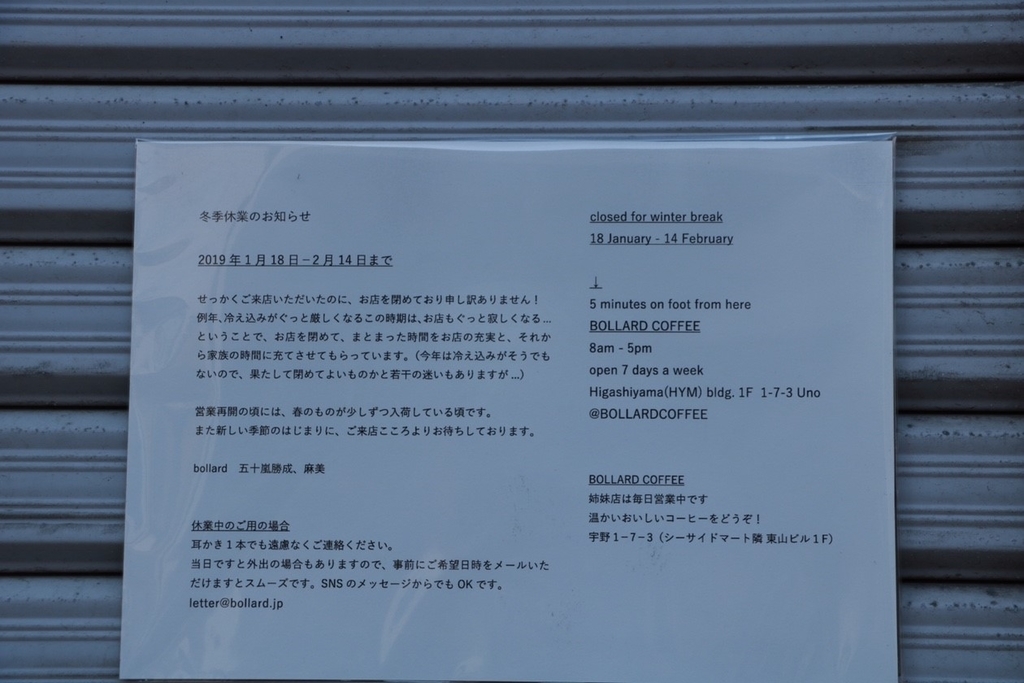 冬季休業のお知らせ
2019年1月18日－2月14日まで
せっかくご来店いただいたのに、お店を閉めており申し訳ありません！
例年、冷え込みがぐっと厳しくなるこの時期は、お店もぐっと寂しくなる...
ということで、お店を閉めて、まとまった時間をお店の充実と、それか
ら家族の時間に充てさせてもらっています。（今年は冷え込みがそうでも
ないので、果たして閉めてよいものかと若干の迷いもありますが...）
営業再開の頃には、春のものが少しずつ入荷している頃です。
また新しい季節のはじまりに、ご来店こころよりお待ちしております。
bollard 五十嵐勝成、麻美
休業中のご用の場合
耳かき1本でも遠慮なくご連絡ください。
当日ですと外出の場合もありますので、事前にご希望日時をメールいた
だけますとスムーズです。SNSのメッセージからでもOKです。
letter@bollard.jp
closed for winter break
18 January - 14 February
↓
5 minutes on foot from here
BOLLARD COFFEE
8am - 5pm
open 7 days a week
Higashiyama(HYM) bldg. 1F 1-7-3 Uno
@BOLLARDCOFFEE
BOLLARD COFFEE
姉妹店は毎日営業中です
温かいおいしいコーヒーをどうぞ！
宇野1－7－3（シーサイドマート隣 東山ビル1F）